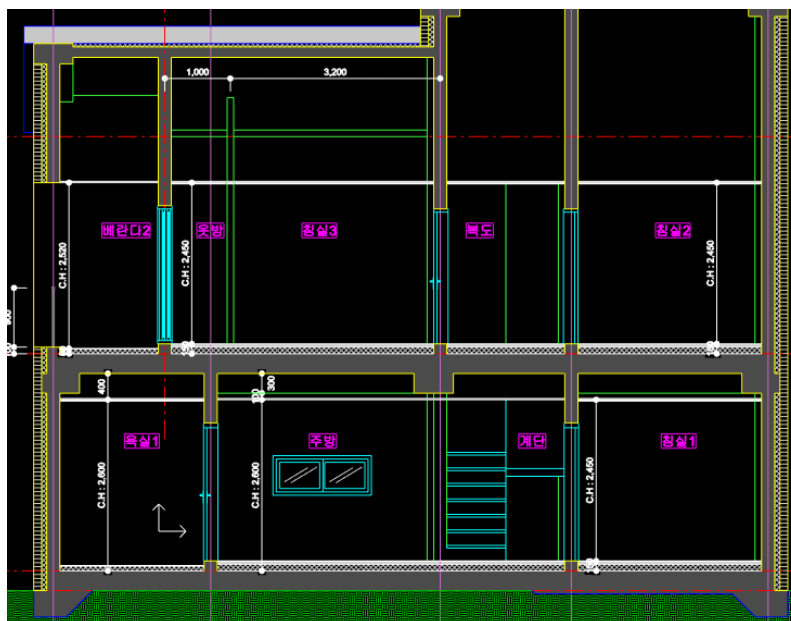 1,000
3,200
베란다2
옷방
침실3
복도
침실2
C.H : 2,520
C.H : 2,450
C.H : 2,450
400
300
욕실1
주방
계단
침실1
C.H : 2,600
C.H : 2,600
C.H : 2,450